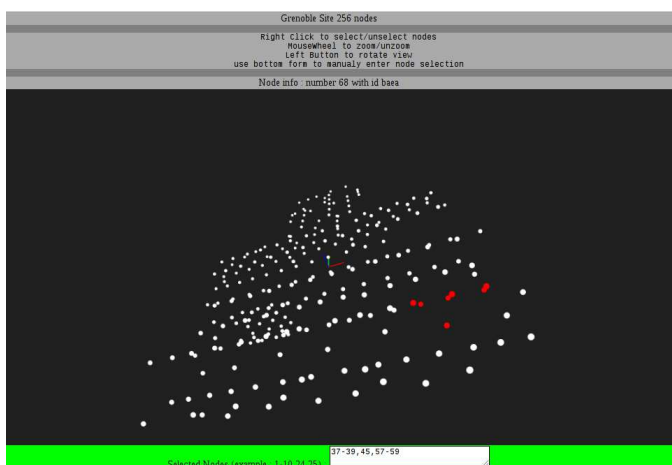 Grenoble Site 256 nodes
Right Click to select/unselect nodes
MouseWheel to zoom/unzoom
Left Button to rotate view
use bottom form to manualy enter node selection
Node info : number 68 with id baea
37-39,45,57-59
Selected Nodes (example : 1-10,24,25) :